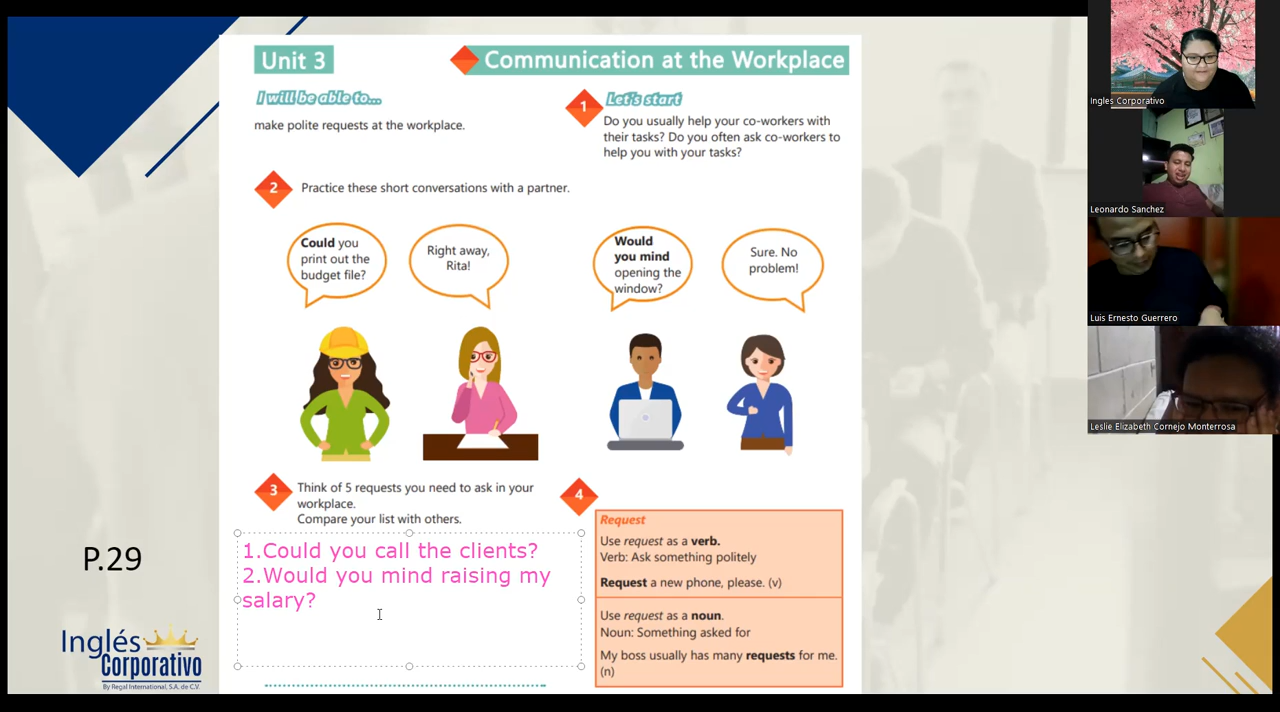 Unit 3
Communication at the Workplace
I will be able to...
make polite requests at the workplace.
1
Let's start
Do you usually help your co-workers with
their tasks? Do you often ask co-workers to
help you with your tasks?
2
Practice these short conversations with a partner.
Could you
print out the
budget file?
Right away,
Rita!
Would
you mind
opening the
window?
Sure. No
problem!
3
Think of 5 requests you need to ask in your
workplace.
Compare your list with others.
1.Could you call the clients?
2.Would you mind raising my
salary?
4
Request
Use request as a verb.
Verb: Ask something politely
Request a new phone, please. (v)
Use request as a noun.
Noun: Something asked for
My boss usually has many requests for me.
(n)
P.29
Inglés
Corporativo
By Regal International, S.A. de C.V.
Ingles Corporativo
Leonardo Sanchez
Luis Ernesto Guerrero
Leslie Elizabeth Cornejo Monterrosa